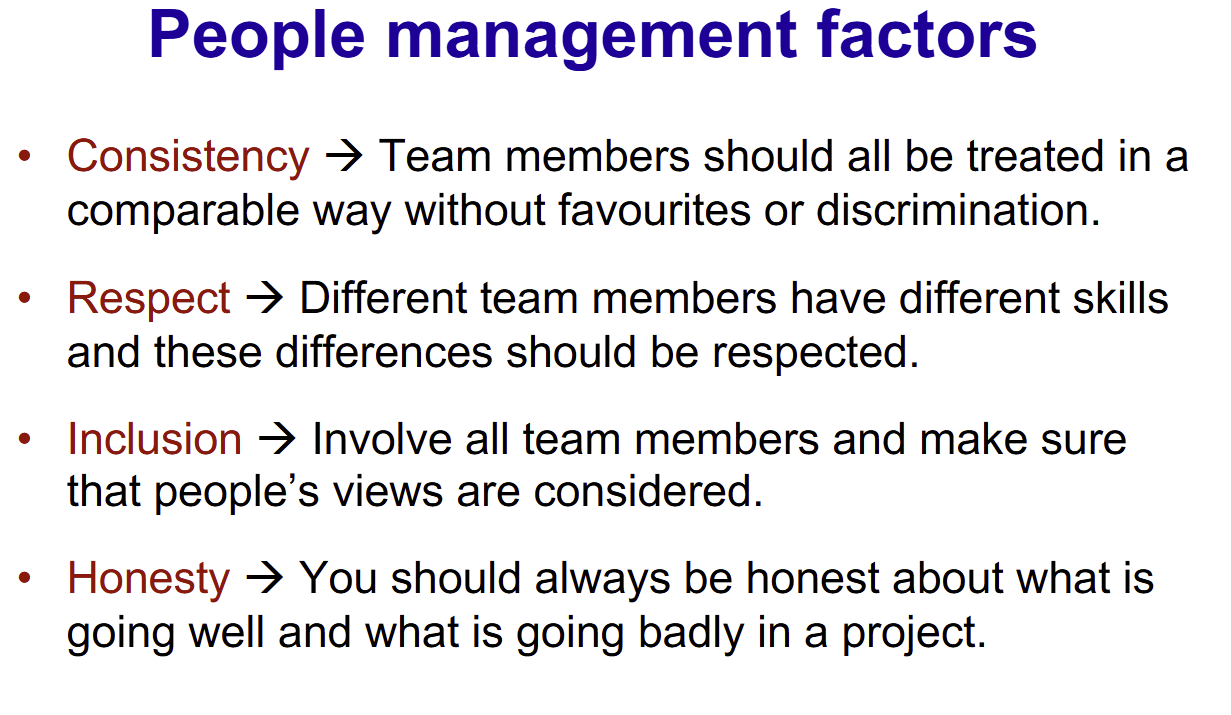 People management factors
• Consistency → Team members should all be treated in a
comparable way without favourites or discrimination.
• Respect → Different team members have different skills
and these differences should be respected.
• Inclusion → Involve all team members and make sure
that people’s views are considered.
• Honesty → You should always be honest about what is
going well and what is going badly in a project.